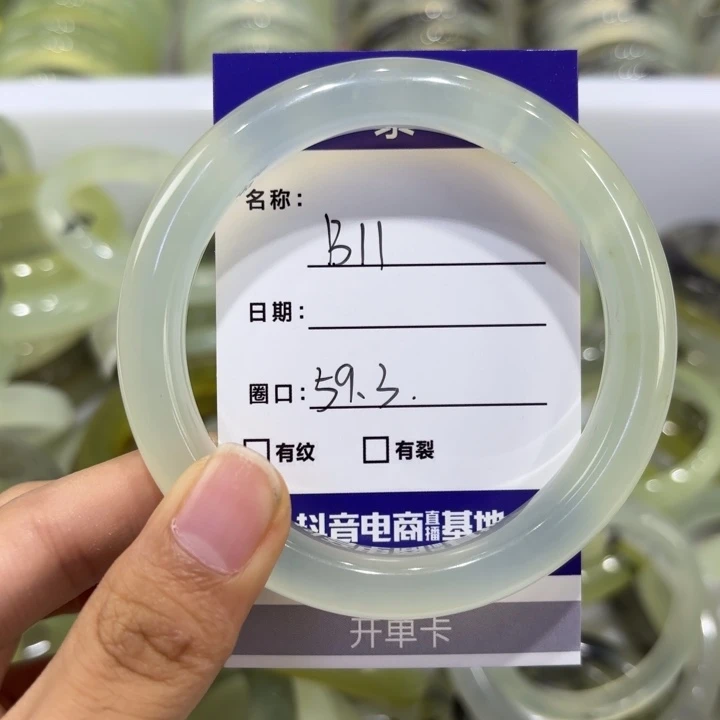 名称: B11
日期:
圈口: 59.3.
有纹 有裂
抖音电商直播基地
开单卡